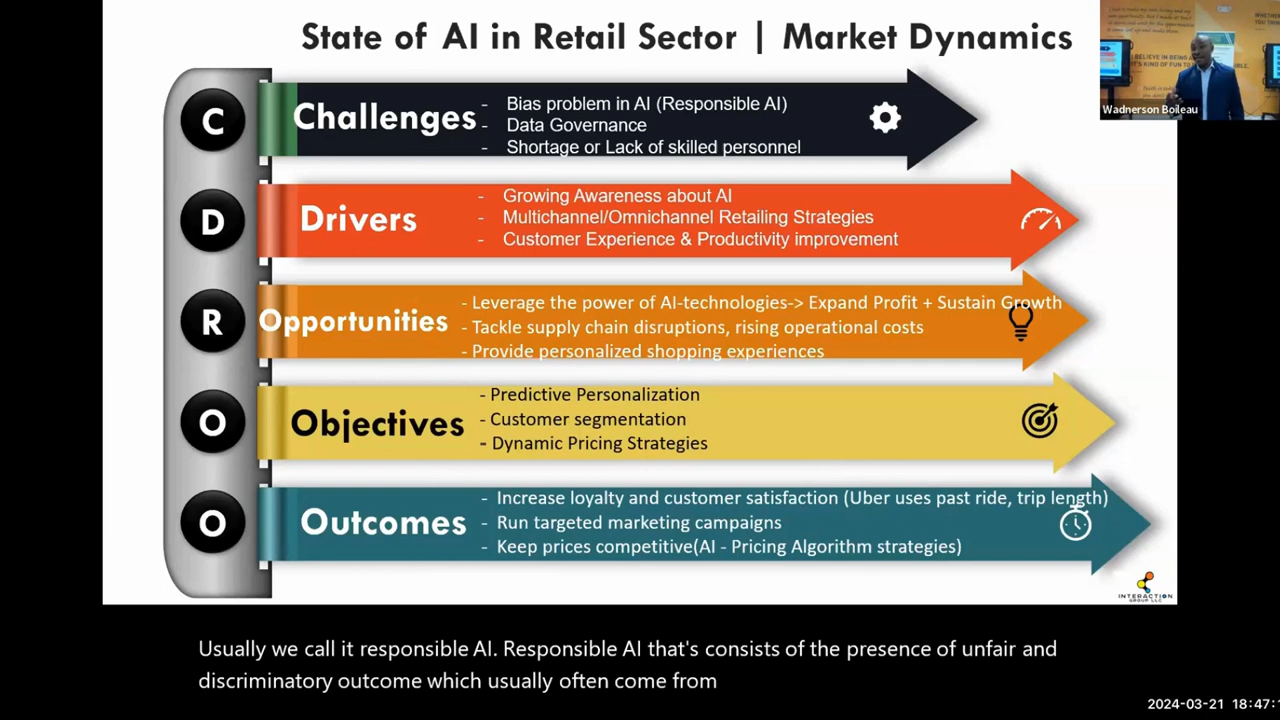 State of AI in Retail Sector | Market Dynamics
C
Challenges
- Bias problem in AI (Responsible AI)
- Data Governance
- Shortage or Lack of skilled personnel
D
Drivers
- Growing Awareness about AI
- Multichannel/Omnichannel Retailing Strategies
- Customer Experience & Productivity improvement
R
Opportunities
- Leverage the power of AI-technologies-> Expand Profit + Sustain Growth
- Tackle supply chain disruptions, rising operational costs
- Provide personalized shopping experiences
O
Objectives
- Predictive Personalization
- Customer segmentation
- Dynamic Pricing Strategies
O
Outcomes
- Increase loyalty and customer satisfaction (Uber uses past ride, trip length)
- Run targeted marketing campaigns
- Keep prices competitive(AI - Pricing Algorithm strategies)
INTERACTION
GROUP LLC
Wadnerson Boileau
Usually we call it responsible AI. Responsible AI that's consists of the presence of unfair and
discriminatory outcome which usually often come from
2024-03-21 18:47: